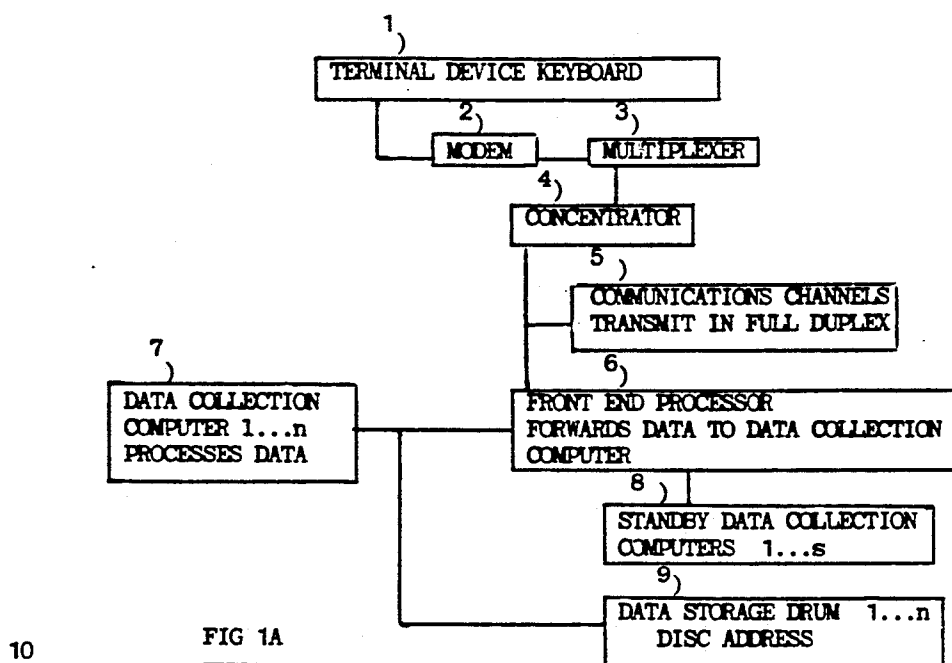 1)
TERMINAL DEVICE KEYBOARD
2)
3)
MODEM
MULTIPLEXER
4)
CONCENTRATOR
5)
COMMUNICATIONS CHANNELS
TRANSMIT IN FULL DUPLEX
6)
7)
DATA COLLECTION
COMPUTER 1...n
PROCESSES DATA
FRONT END PROCESSOR
FORWARDS DATA TO DATA COLLECTION
COMPUTER
8)
STANDBY DATA COLLECTION
COMPUTERS 1...s
9)
DATA STORAGE DRUM 1...n
DISC ADDRESS
10
FIG 1A